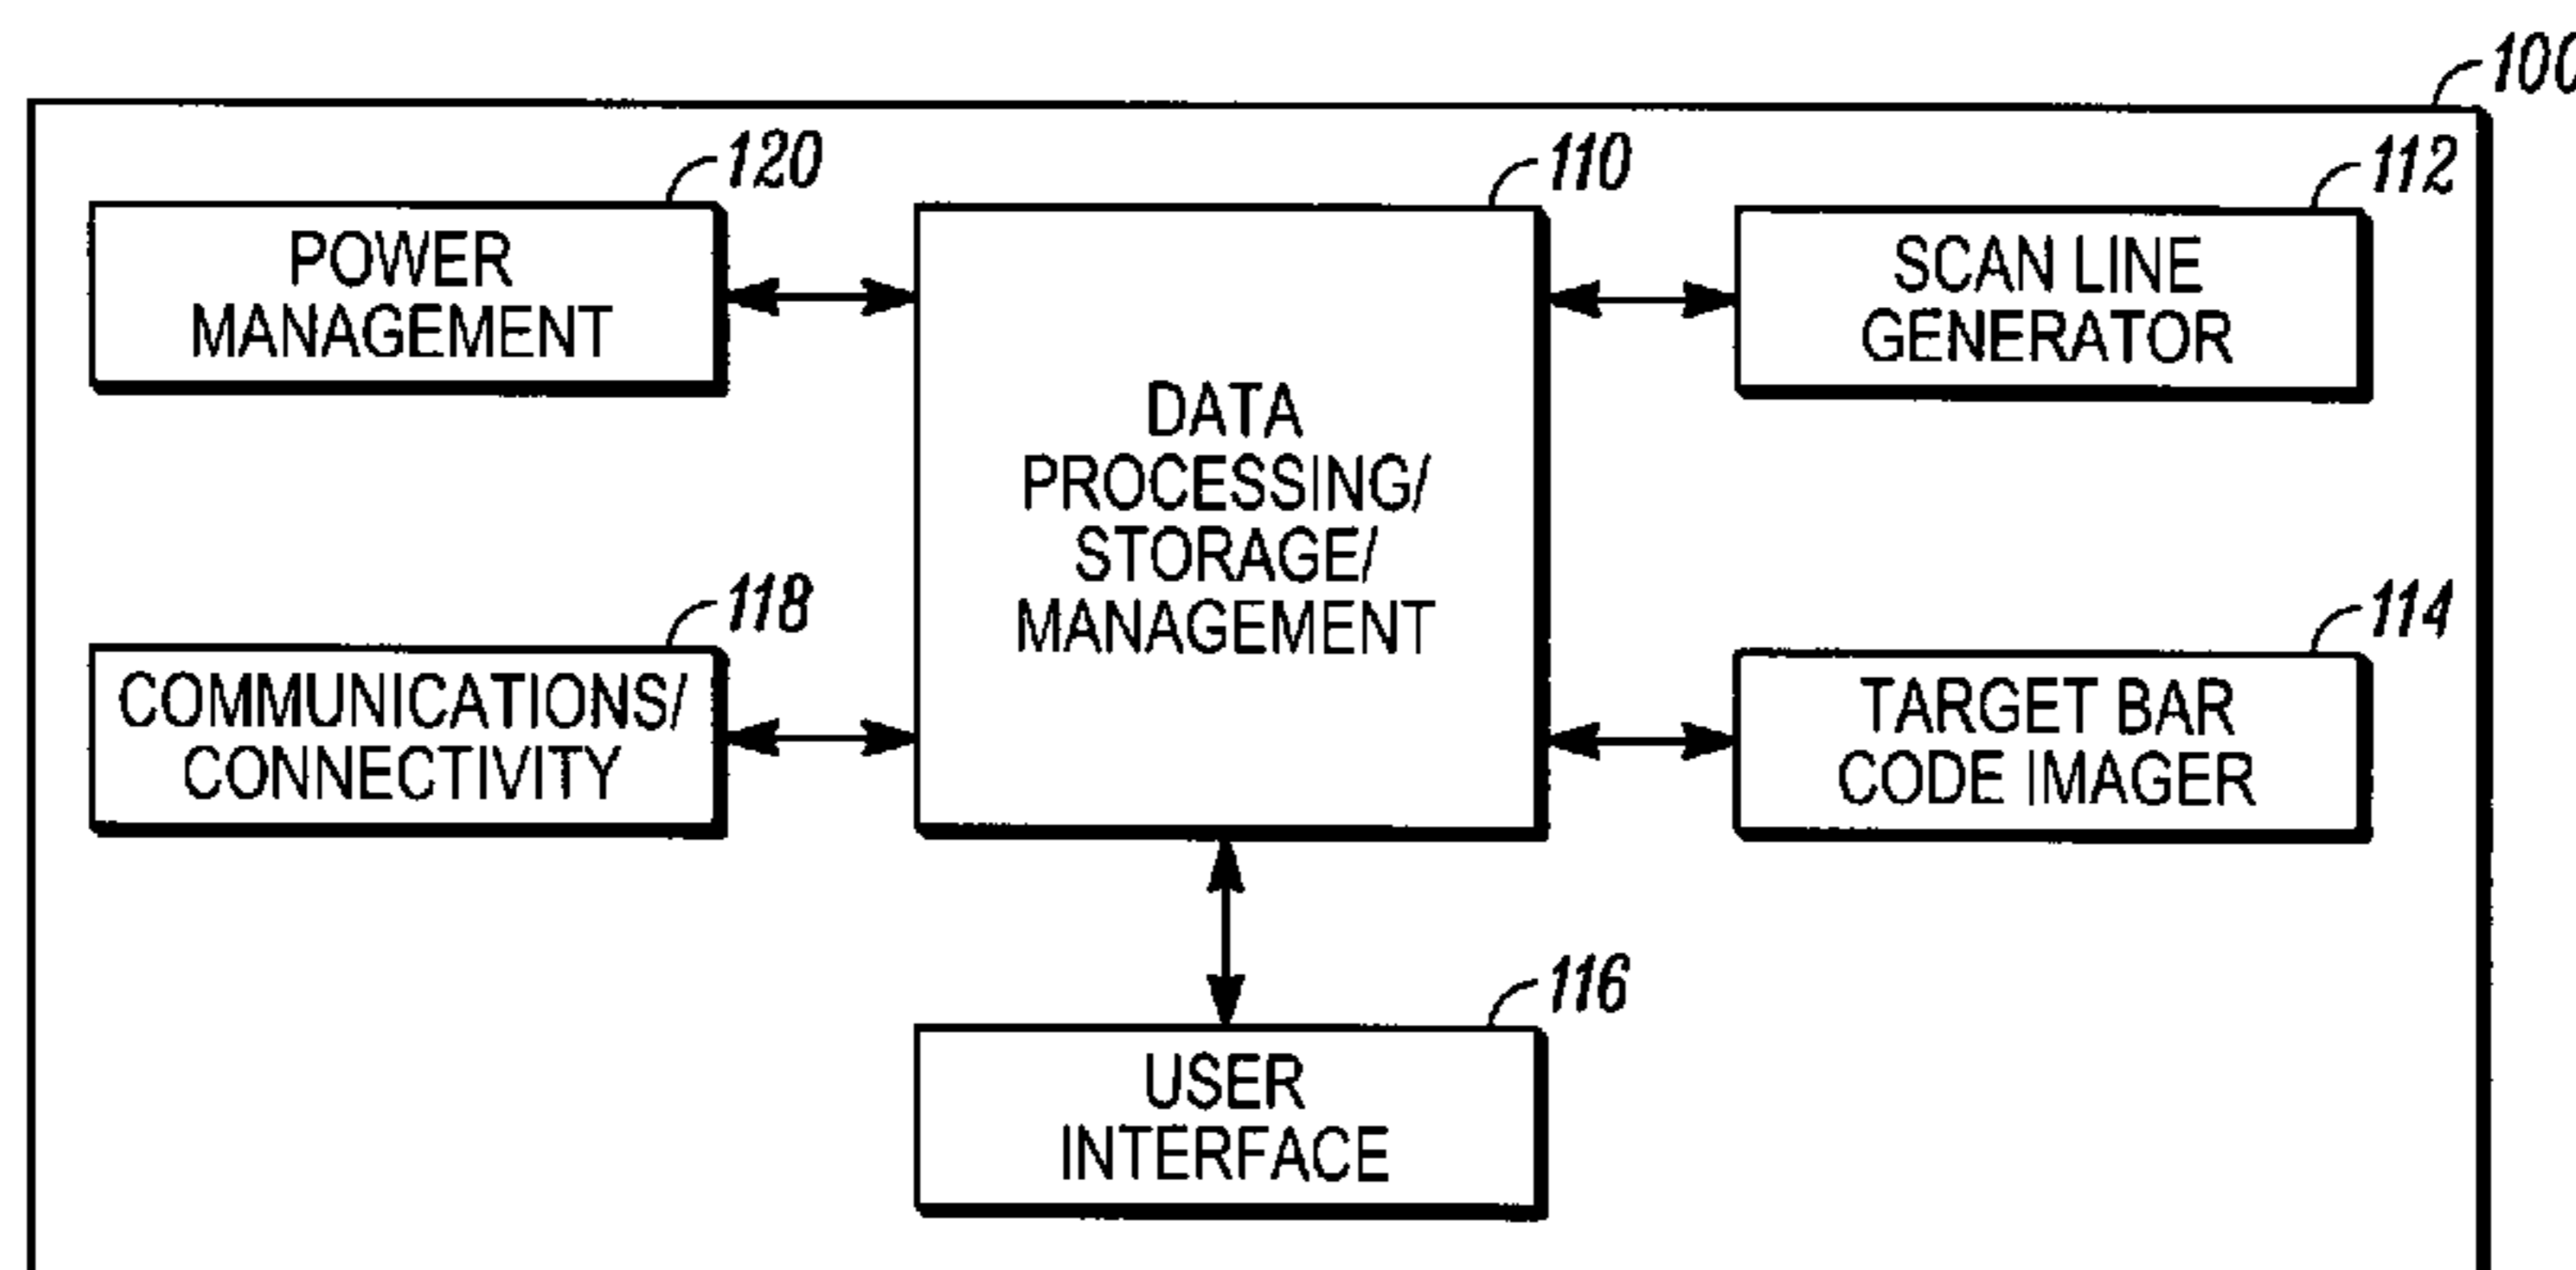 100
120
POWER
MANAGEMENT
110
DATA
PROCESSING/
STORAGE/
MANAGEMENT
112
SCAN LINE
GENERATOR
118
COMMUNICATIONS/
CONNECTIVITY
114
TARGET BAR
CODE IMAGER
116
USER
INTERFACE